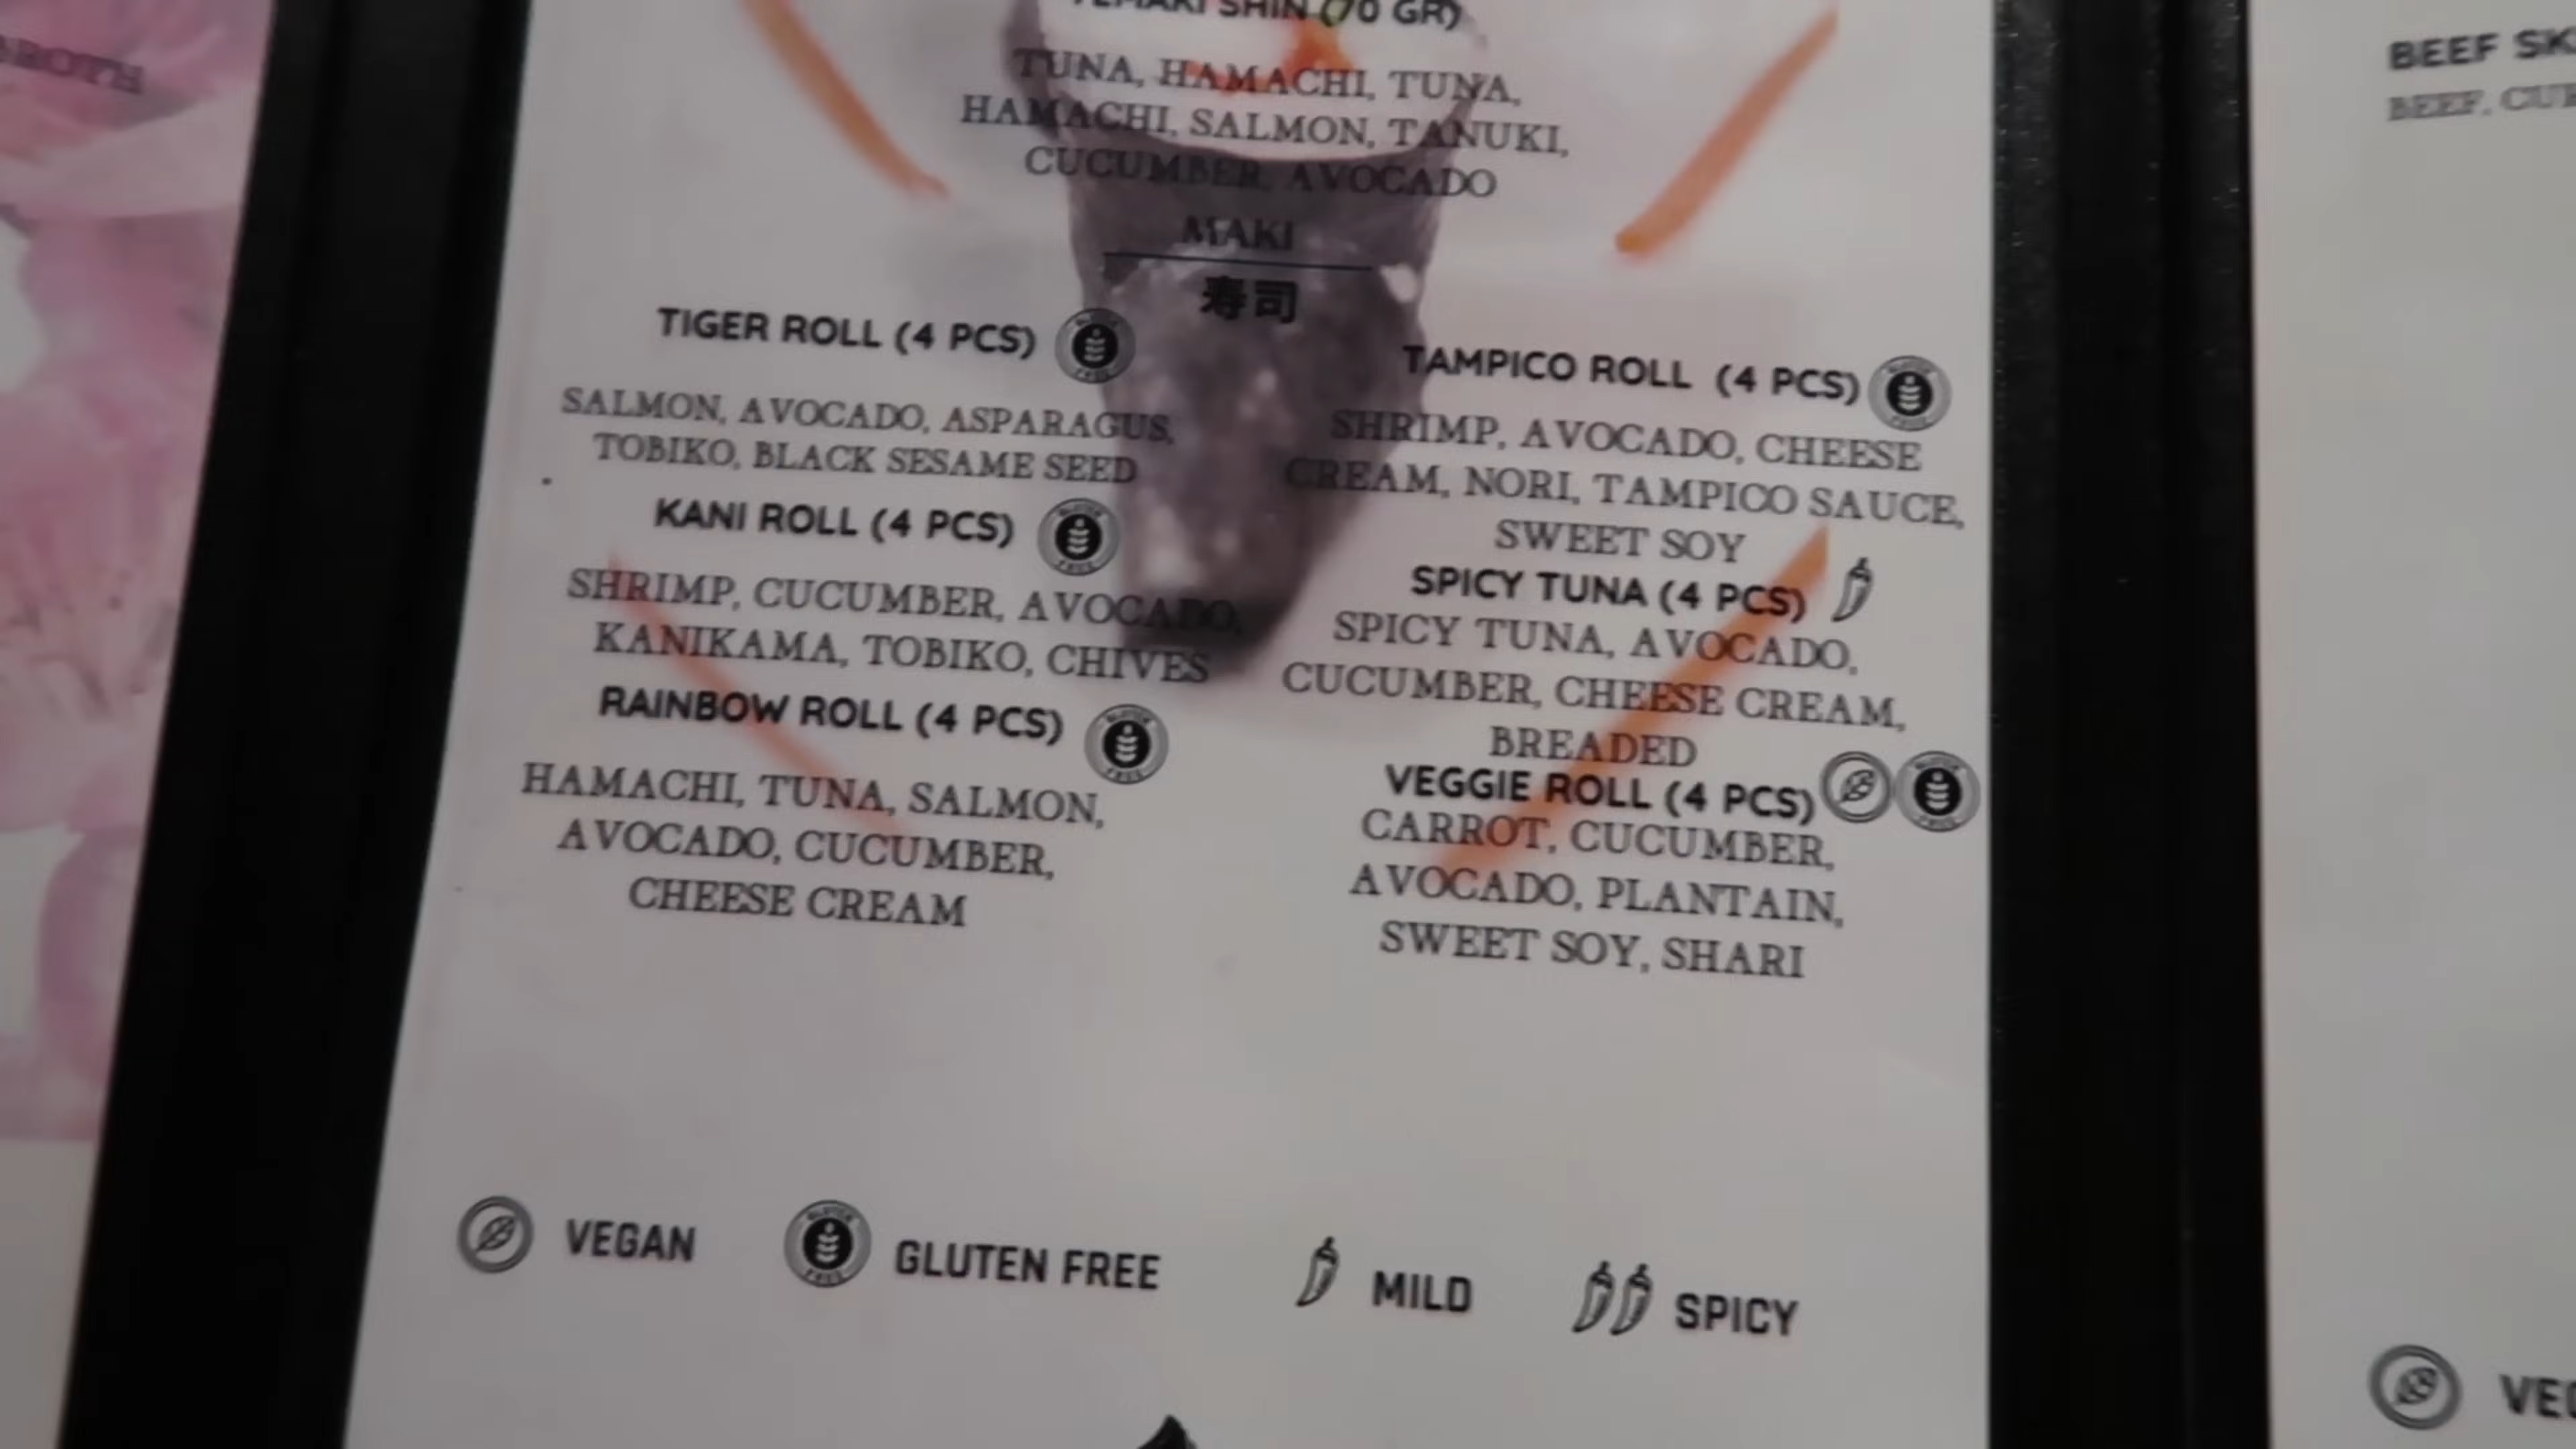 TEMAKI SHIN (70 GR)
TUNA, HAMACHI, TUNA,
HAMACHI, SALMON, TANUKI,
CUCUMBER, AVOCADO
MAKI
寿司
TIGER ROLL (4 PCS)
SALMON, AVOCADO, ASPARAGUS,
TOBIKO, BLACK SESAME SEED
KANI ROLL (4 PCS)
SHRIMP, CUCUMBER, AVOCADO,
KANIKAMA, TOBIKO, CHIVES
RAINBOW ROLL (4 PCS)
HAMACHI, TUNA, SALMON,
AVOCADO, CUCUMBER,
CHEESE CREAM
TAMPICO ROLL (4 PCS)
SHRIMP, AVOCADO, CHEESE
CREAM, NORI, TAMPICO SAUCE,
SWEET SOY
SPICY TUNA (4 PCS)
SPICY TUNA, AVOCADO,
CUCUMBER, CHEESE CREAM,
BREADED
VEGGIE ROLL (4 PCS)
CARROT, CUCUMBER,
AVOCADO, PLANTAIN,
SWEET SOY, SHARI
VEGAN
GLUTEN FREE
MILD
SPICY
BEEF
BEEF,